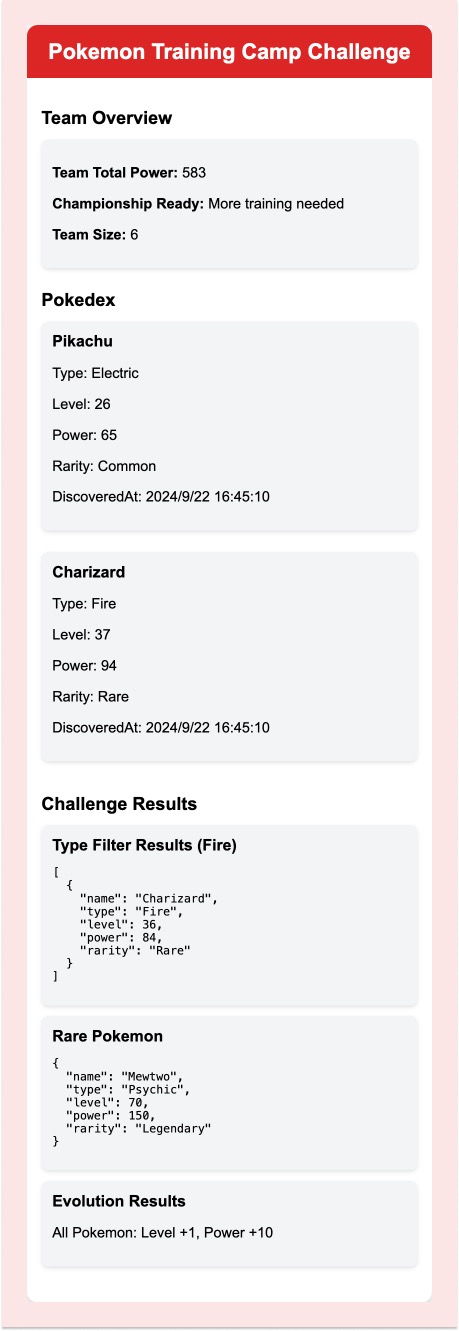 Pokemon Training Camp Challenge
Team Overview
Team Total Power: 583
Championship Ready: More training needed
Team Size: 6
Pokedex
Pikachu
Type: Electric
Level: 26
Power: 65
Rarity: Common
DiscoveredAt: 2024/9/22 16:45:10
Charizard
Type: Fire
Level: 37
Power: 94
Rarity: Rare
DiscoveredAt: 2024/9/22 16:45:10
Challenge Results
Type Filter Results (Fire)
[
  {
    "name": "Charizard",
    "type": "Fire",
    "level": 36,
    "power": 84,
    "rarity": "Rare"
  }
]
Rare Pokemon
{
  "name": "Mewtwo",
  "type": "Psychic",
  "level": 70,
  "power": 150,
  "rarity": "Legendary"
}
Evolution Results
All Pokemon: Level +1, Power +10